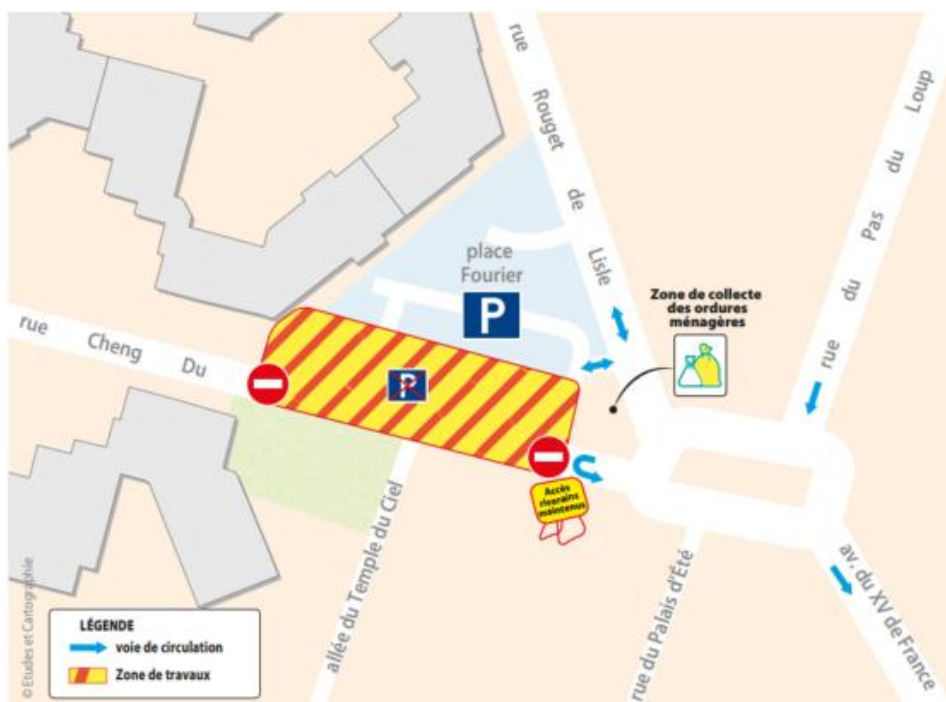 rue Rouget de Lisle
rue du Pas du Loup
place
Fourier
P
Zone de collecte
des ordures
ménagères
rue Cheng Du
P
Accès
riverains
maintenus
allée du Temple du Ciel
rue du Palais d'Été
av. du XV de France
© Etudes et Cartographie
LÉGENDE
voie de circulation
Zone de travaux